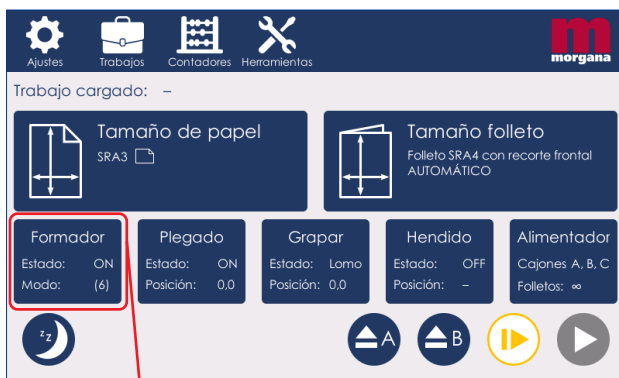 Ajustes Trabajos Contadores Herramientas
morgana
Trabajo cargado: –
Tamaño de papel
SRA3
Tamaño folleto
Folleto SRA4 con recorte frontal
AUTOMÁTICO
Formador
Estado: ON
Modo: (6)
Plegado
Estado: ON
Posición: 0,0
Grapar
Estado: Lomo
Posición: 0,0
Hendido
Estado: OFF
Posición: –
Alimentador
Cajones A, B, C
Folletos: ∞
z z
A
B